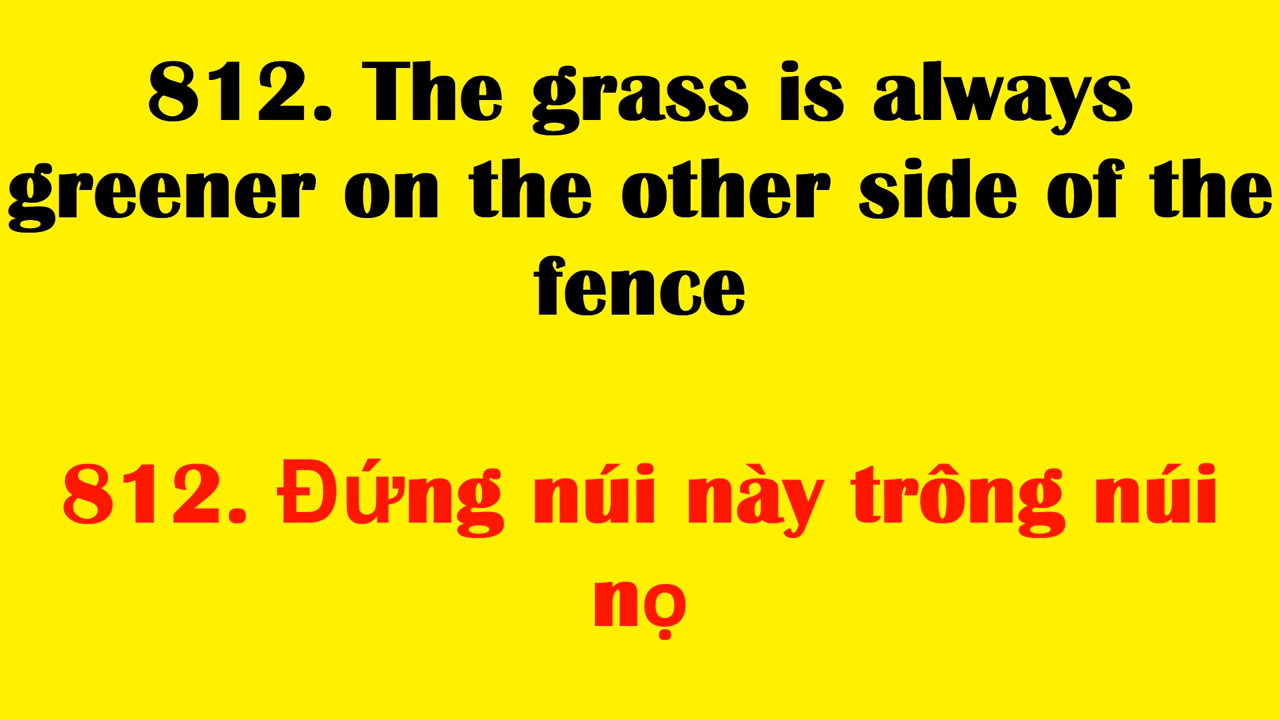 812. The grass is always
greener on the other side of the
fence
812. Đứng núi này trông núi
nọ